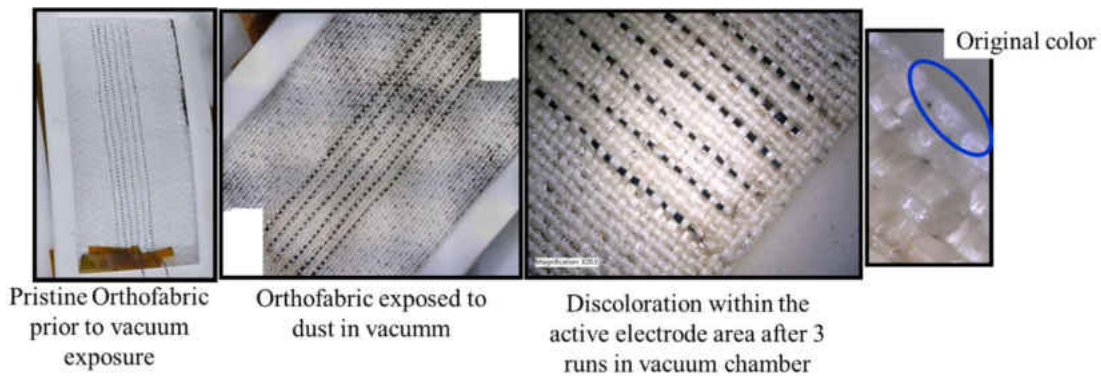 Original color
Pristine Orthofabric
prior to vacuum
exposure
Orthofabric exposed to
dust in vacumm
Discoloration within the
active electrode area after 3
runs in vacuum chamber